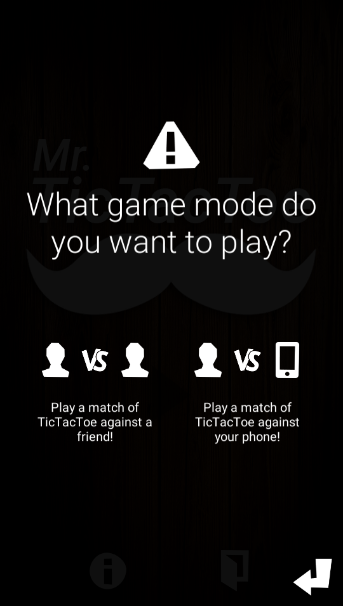 Mr.
TicTacToe
What game mode do
you want to play?
VS
VS
Play a match of
TicTacToe against a
friend!
Play a match of
TicTacToe against
your phone!